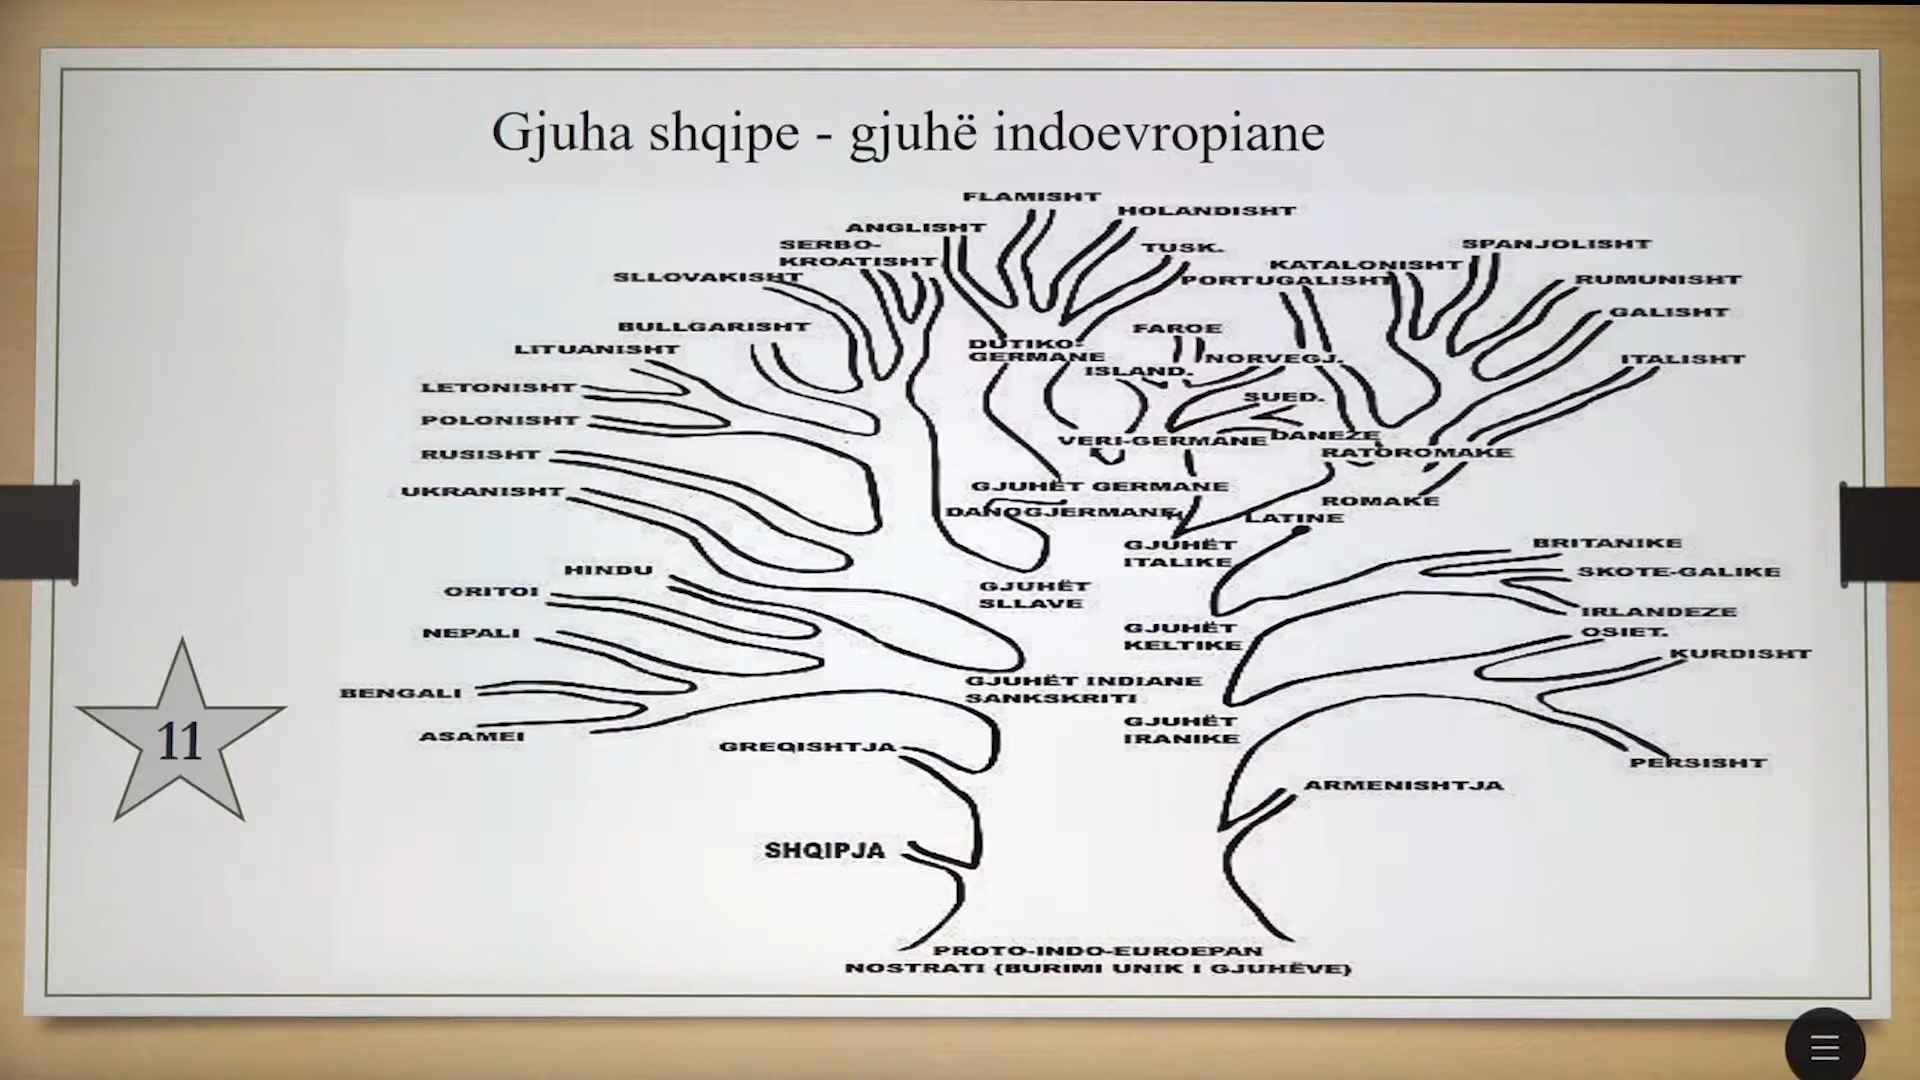 Gjuha shqipe - gjuhë indoevropiane
FLAMISHT
HOLANDISHT
ANGLISHT
SERBO-
KROATISHT
TUSK.
SPANJOLISHT
KATALONISHT
PORTUGALISHT
SLLOVAKISHT
RUMUNISHT
GALISHT
BULLGARISHT
FAROE
DUTIKO-
GERMANE
LITUANISHT
NORVEGJ.
ITALISHT
ISLAND.
LETONISHT
SUED.
POLONISHT
VERI-GERMANE
DANEZE
RATOROMAKE
RUSISHT
UKRANISHT
GJUHËT GERMANE
ROMAKE
DANOGJERMANE
LATINE
GJUHËT
ITALIKE
BRITANIKE
HINDU
SKOTE-GALIKE
ORITOI
GJUHËT
SLLAVE
IRLANDEZE
NEPALI
GJUHËT
KELTIKE
OSIET.
KURDISHT
BENGALI
GJUHËT INDIANE
SANKSKRITI
ASAMEI
GJUHËT
IRANIKE
GREQISHTJA
PERSISHT
11
ARMENISHTJA
SHQIPJA
PROTO-INDO-EUROEPAN
NOSTRATI (BURIMI UNIK I GJUHËVE)